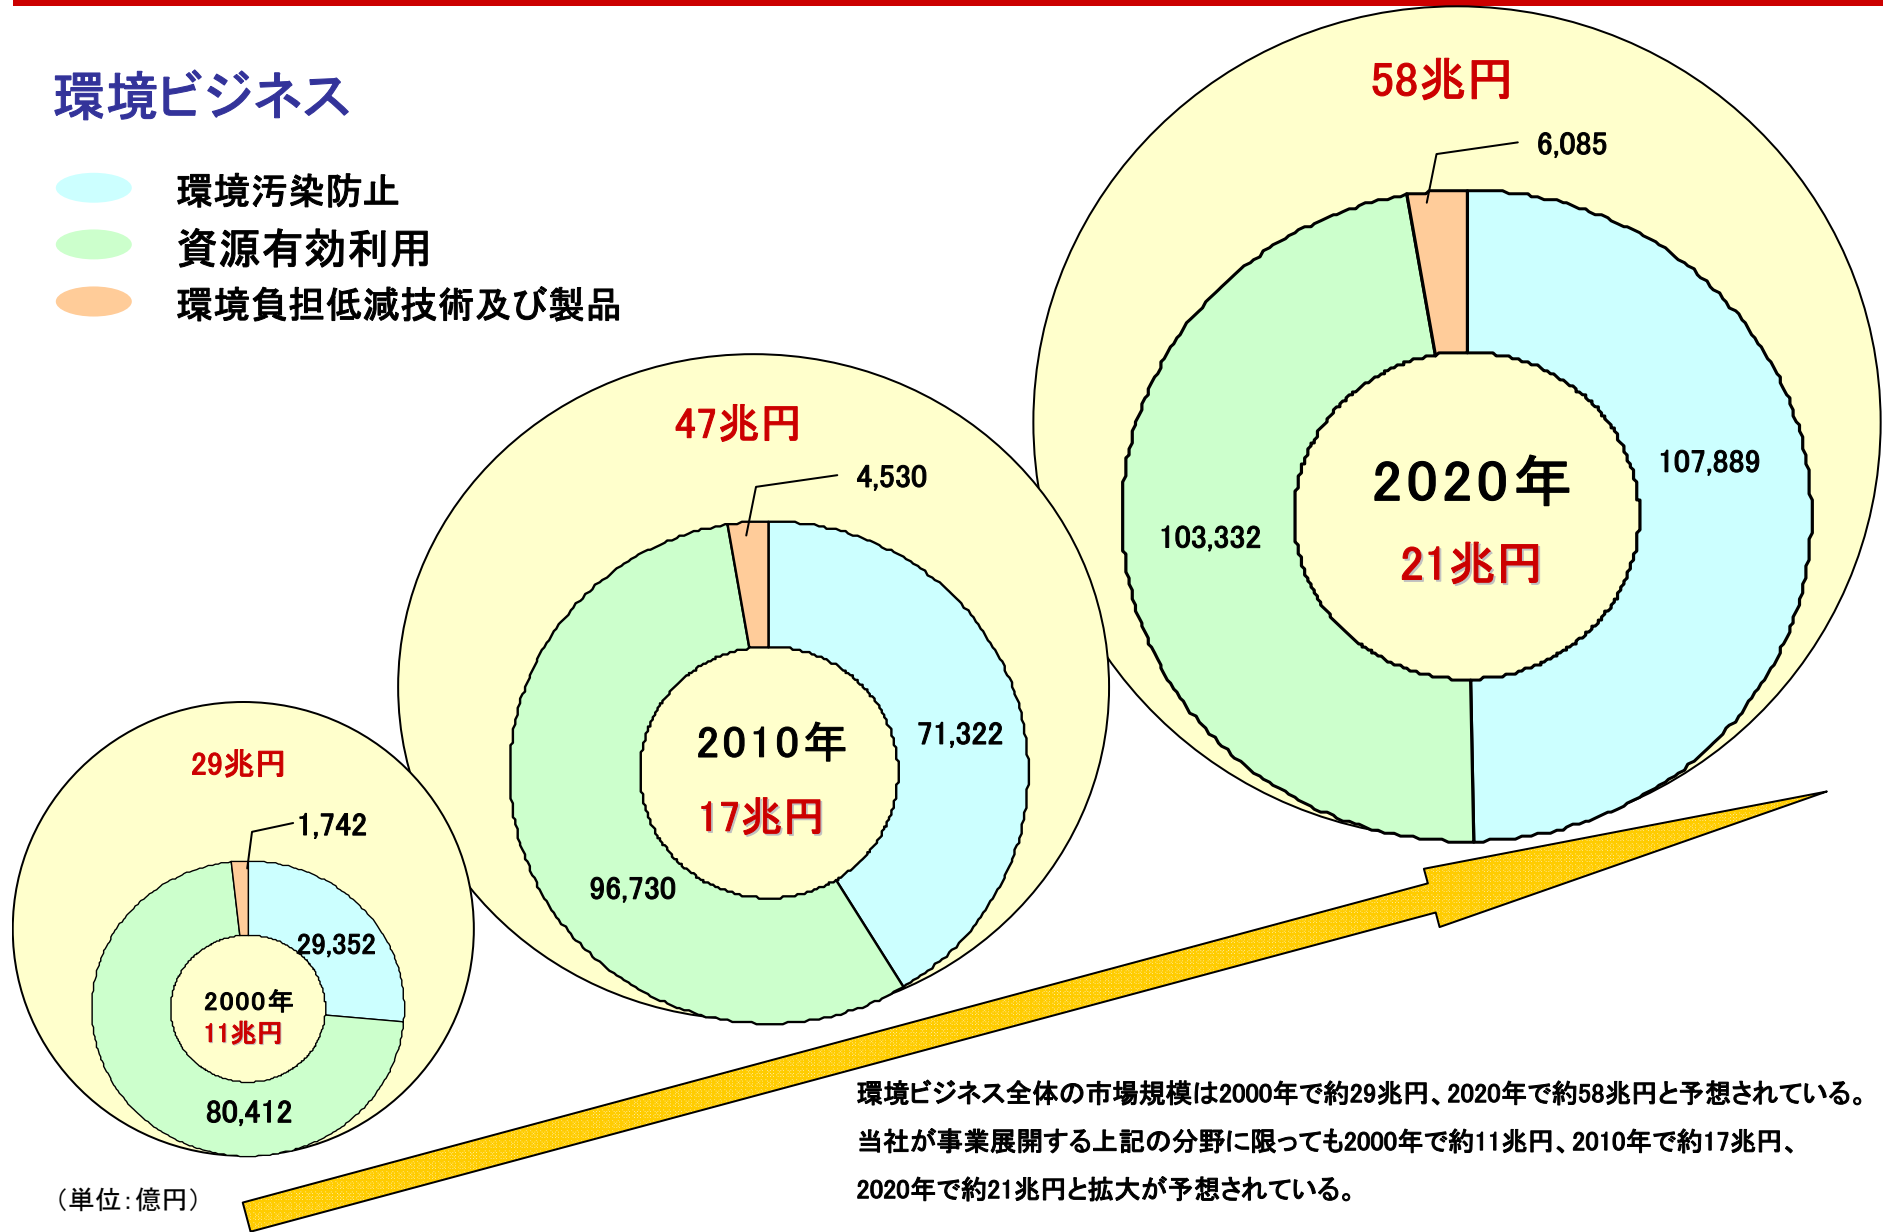 環境ビジネス
環境汚染防止
資源有効利用
環境負担低減技術及び製品
58兆円
6,085
107,889
103,332
2020年
21兆円
47兆円
4,530
71,322
96,730
2010年
17兆円
29兆円
1,742
29,352
2000年
11兆円
80,412
環境ビジネス全体の市場規模は2000年で約29兆円、2020年で約58兆円と予想されている。
当社が事業展開する上記の分野に限っても2000年で約11兆円、2010年で約17兆円、
2020年で約21兆円と拡大が予想されている。
（単位：億円）